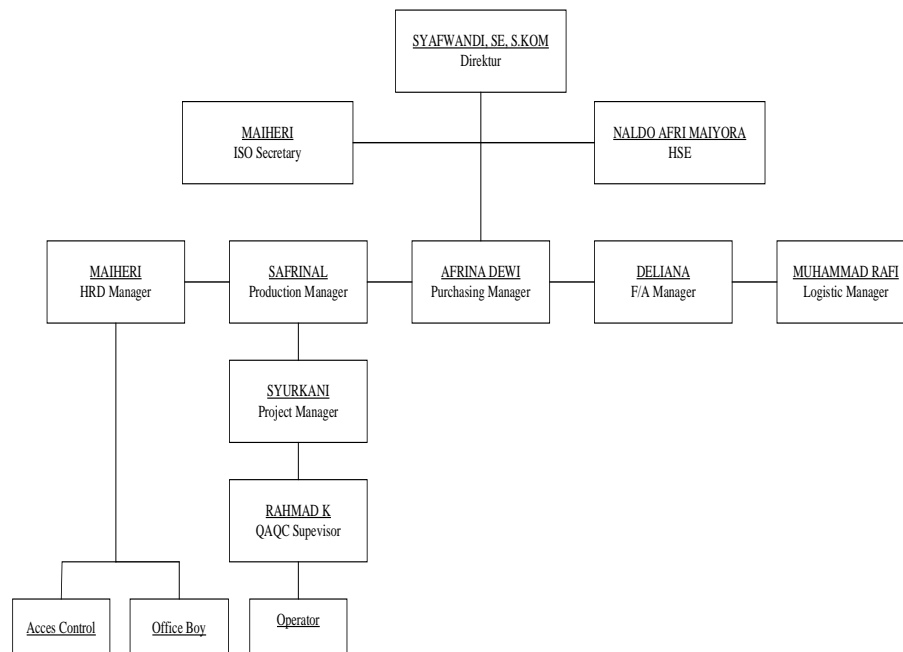 SYAFWANDI, SE, S.KOM
Direktur
MAIHERI
ISO Secretary
NALDO AFRI MAIYORA
HSE
MAIHERI
HRD Manager
SAFRINAL
Production Manager
AFRINA DEWI
Purchasing Manager
DELIANA
F/A Manager
MUHAMMAD RAFI
Logistic Manager
SYURKANI
Project Manager
RAHMAD K
QAQC Supevisor
Acces Control
Office Boy
Operator